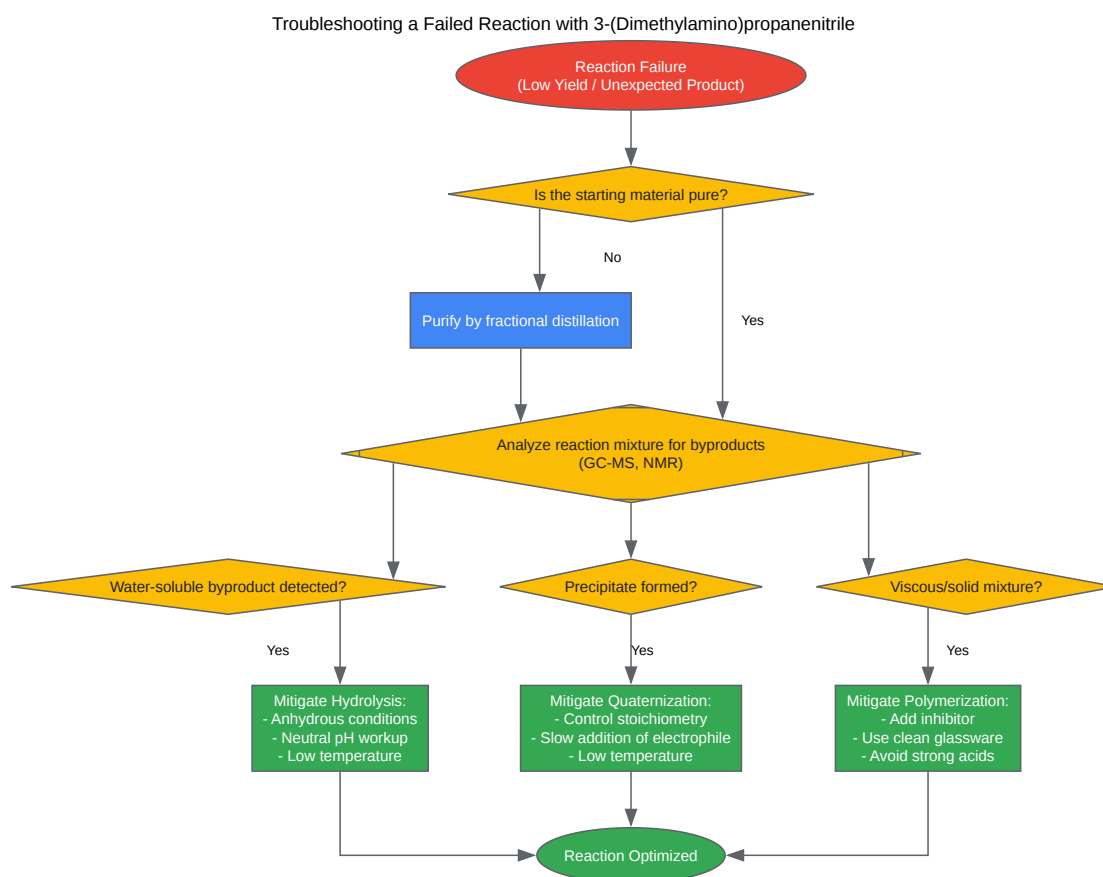 Troubleshooting a Failed Reaction with 3-(Dimethylamino)propanenitrile
Reaction Failure
(Low Yield / Unexpected Product)
Is the starting material pure?
No
Purify by fractional distillation
Yes
Analyze reaction mixture for byproducts
(GC-MS, NMR)
Water-soluble byproduct detected?
Precipitate formed?
Viscous/solid mixture?
Yes
Yes
Yes
Mitigate Hydrolysis:
- Anhydrous conditions
- Neutral pH workup
- Low temperature
Mitigate Quaternization:
- Control stoichiometry
- Slow addition of electrophile
- Low temperature
Mitigate Polymerization:
- Add inhibitor
- Use clean glassware
- Avoid strong acids
Reaction Optimized